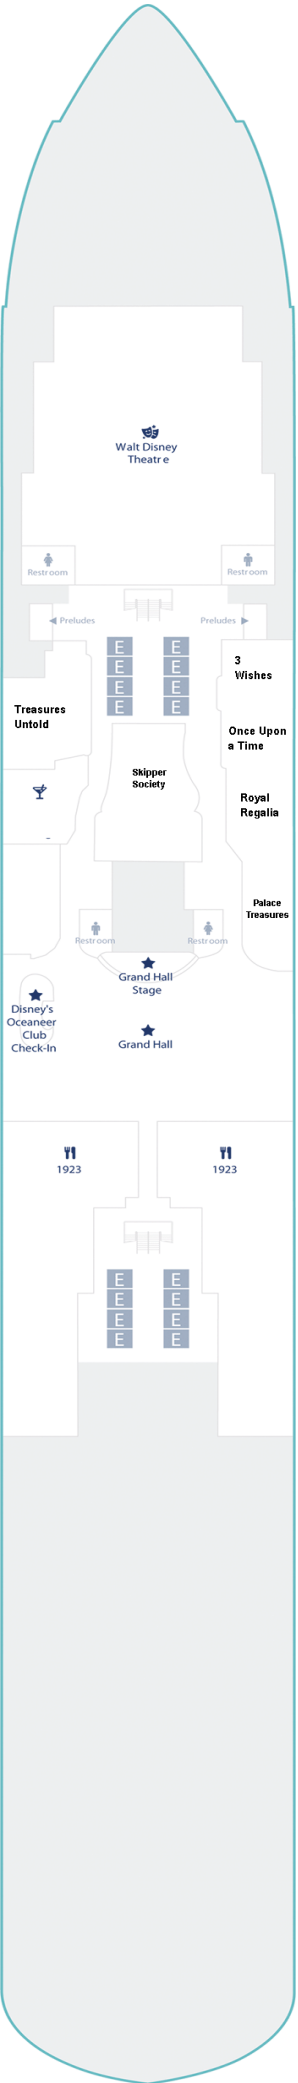 Walt Disney
Theatre
Restroom
Restroom
Preludes
Preludes
E
E
E
E
E
E
E
E
3
Wishes
Treasures
Untold
Once Upon
a Time
Skipper
Society
Royal
Regalia
Palace
Treasures
Restroom
Restroom
Grand Hall
Stage
Disney's
Oceaneer
Club
Check-In
Grand Hall
1923
1923
E
E
E
E
E
E
E
E